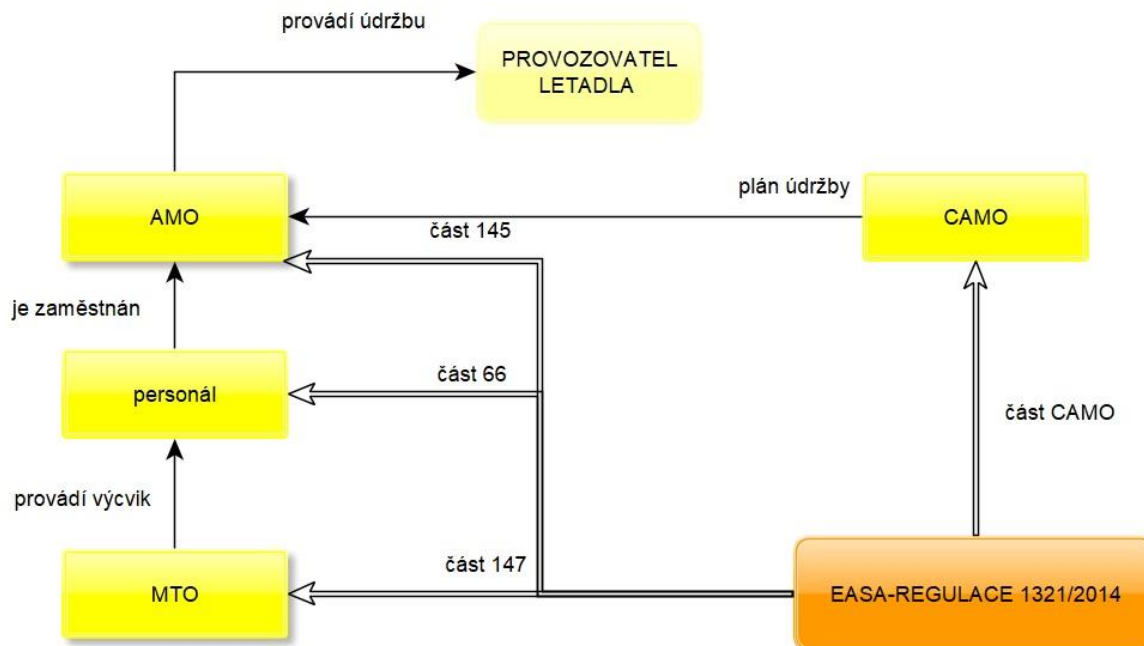 provádí údržbu
PROVOZOVATEL
LETADLA
AMO
plán údržby
CAMO
část 145
je zaměstnán
personál
část 66
část CAMO
provádí výcvik
MTO
část 147
EASA-REGULACE 1321/2014